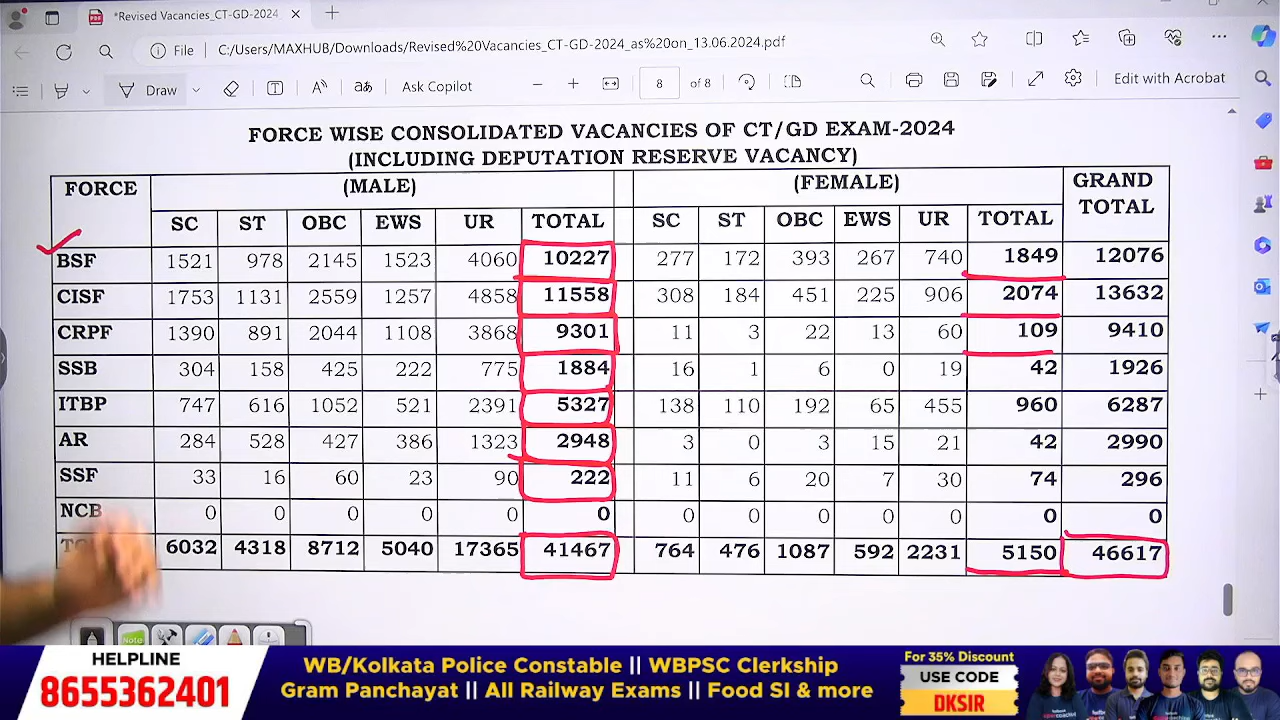 *Revised Vacancies_CT-GD-2024
File C:/Users/MAXHUB/Downloads/Revised%20Vacancies_CT-GD-2024_as%20on_13.06.2024.pdf
Draw Ask Copilot 8 of 8 Edit with Acrobat
FORCE WISE CONSOLIDATED VACANCIES OF CT/GD EXAM-2024
(INCLUDING DEPUTATION RESERVE VACANCY)
FORCE (MALE) (FEMALE) GRAND TOTAL
SC ST OBC EWS UR TOTAL SC ST OBC EWS UR TOTAL
BSF 1521 978 2145 1523 4060 10227 277 172 393 267 740 1849 12076
CISF 1753 1131 2559 1257 4858 11558 308 184 451 225 906 2074 13632
CRPF 1390 891 2044 1108 3868 9301 11 3 22 13 60 109 9410
SSB 304 158 425 222 775 1884 16 1 6 0 19 42 1926
ITBP 747 616 1052 521 2391 5327 138 110 192 65 455 960 6287
AR 284 528 427 386 1323 2948 3 0 3 15 21 42 2990
SSF 33 16 60 23 90 222 11 6 20 7 30 74 296
NCB 0 0 0 0 0 0 0 0 0 0 0 0 0
6032 4318 8712 5040 17365 41467 764 476 1087 592 2231 5150 46617
Note
HELPLINE
8655362401
WB/Kolkata Police Constable || WBPSC Clerkship
Gram Panchayat || All Railway Exams || Food SI & more
For 35% Discount
USE CODE
DKSIR